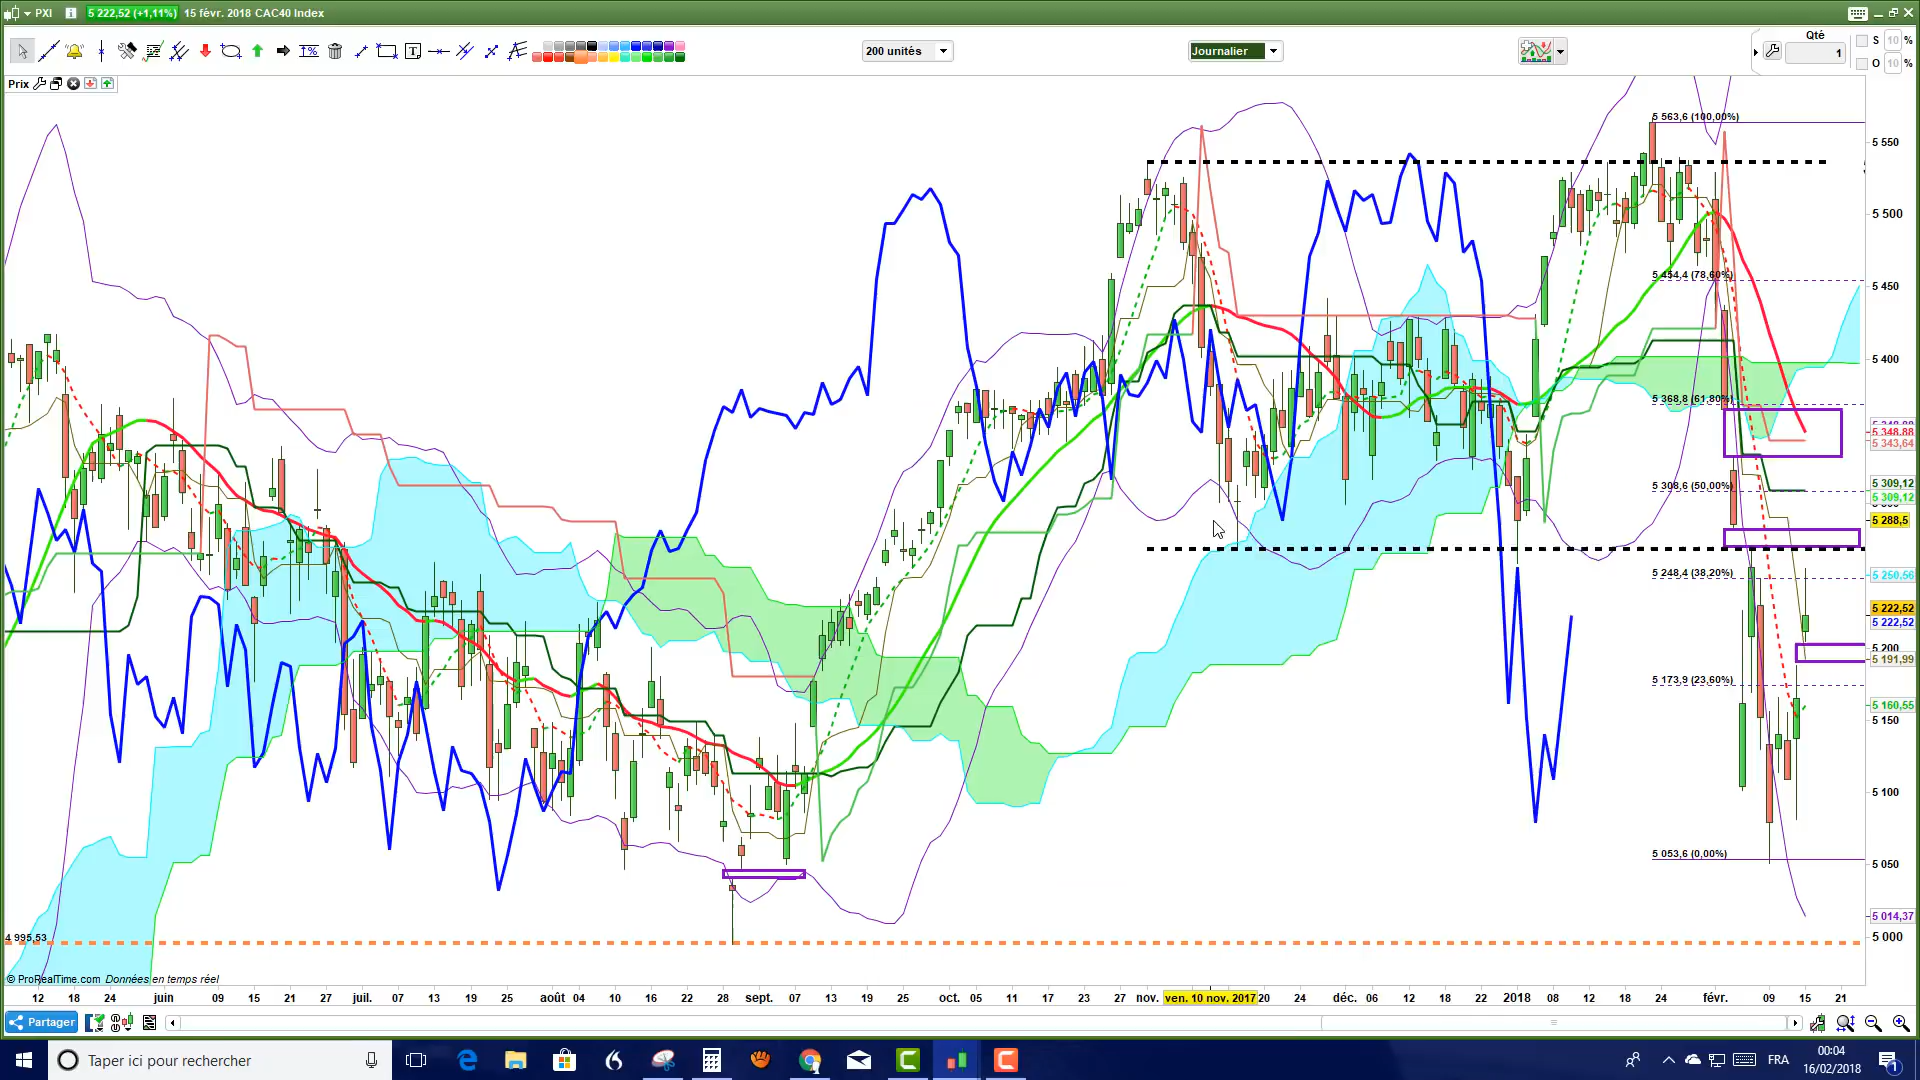 PXI 5 222,52 (+1,11%) 15 févr. 2018 CAC40 Index
200 unités
Journalier
Qté
1
S 10 %
O 10 %
Prix
5 563,6 (100,00%)
5 454,4 (78,60%)
5 368,8 (61,80%)
5 308,6 (50,00%)
5 248,4 (38,20%)
5 173,9 (23,60%)
5 053,6 (0,00%)
5 550
5 500
5 450
5 400
5 348,88
5 343,64
5 309,12
5 309,12
5 288,5
5 250,56
5 222,52
5 222,52
5 200
5 191,99
5 160,55
5 150
5 100
5 050
5 014,37
5 000
4 995,53
© ProRealTime.com Données en temps réel
12 18 24 juin 09 15 21 27 juil. 07 13 19 25 août 04 10 16 22 28 sept. 07 13 19 25 oct. 05 11 17 23 27 nov. ven. 10 nov. 2017 20 24 déc. 06 12 18 22 2018 08 12 18 24 févr. 09 15 21
Partager
Taper ici pour rechercher
FRA
00:04
16/02/2018
1